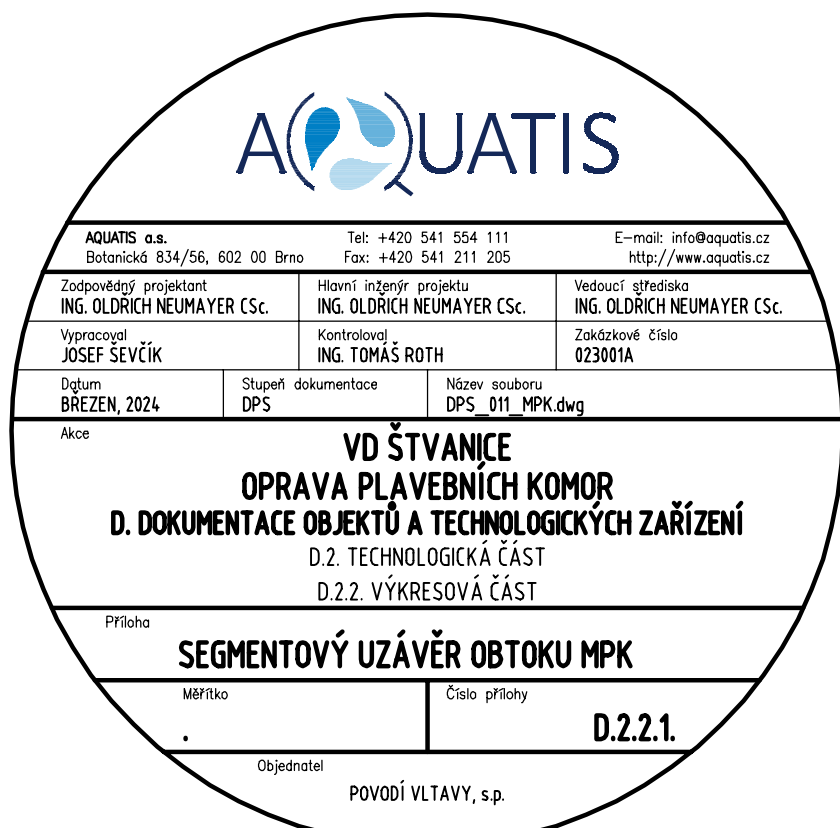 AQUATIS
AQUATIS a.s. Tel: +420 541 554 111 E-mail: info@aquatis.cz
Botanická 834/56, 602 00 Brno Fax: +420 541 211 205 http://www.aquatis.cz
Zodpovědný projektant Hlavní inženýr projektu Vedoucí střediska
ING. OLDŘICH NEUMAYER CSc. ING. OLDŘICH NEUMAYER CSc. ING. OLDŘICH NEUMAYER CSc.
Vypracoval Kontroloval Zakázkové číslo
JOSEF ŠEVČÍK ING. TOMÁŠ ROTH 023001A
Datum Stupeň dokumentace Název souboru
BŘEZEN, 2024 DPS DPS_011_MPK.dwg
Akce
VD ŠTVANICE
OPRAVA PLAVEBNÍCH KOMOR
D. DOKUMENTACE OBJEKTŮ A TECHNOLOGICKÝCH ZAŘÍZENÍ
D.2. TECHNOLOGICKÁ ČÁST
D.2.2. VÝKRESOVÁ ČÁST
Příloha
SEGMENTOVÝ UZÁVĚR OBTOKU MPK
Měřítko Číslo přílohy
. D.2.2.1.
Objednatel
POVODÍ VLTAVY, s.p.